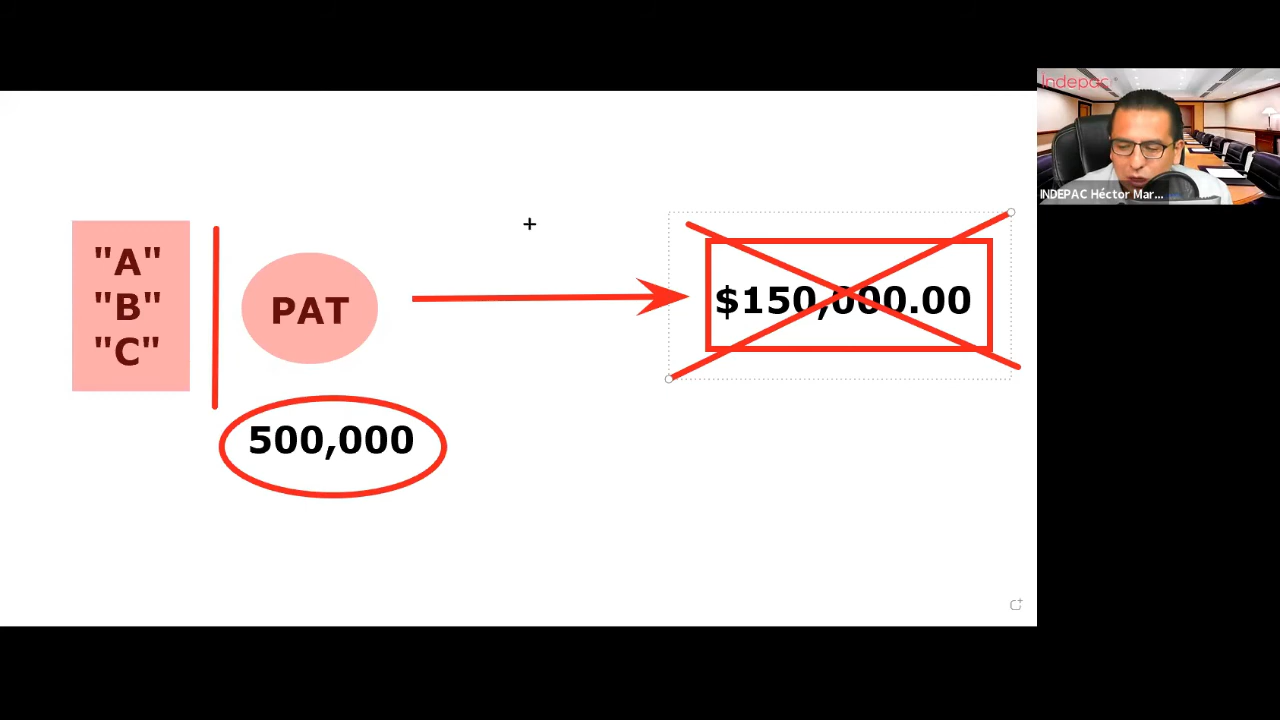 "A"
"B"
"C"
PAT
500,000
$150,000.00
Indepac
INDEPAC Héctor Mar...